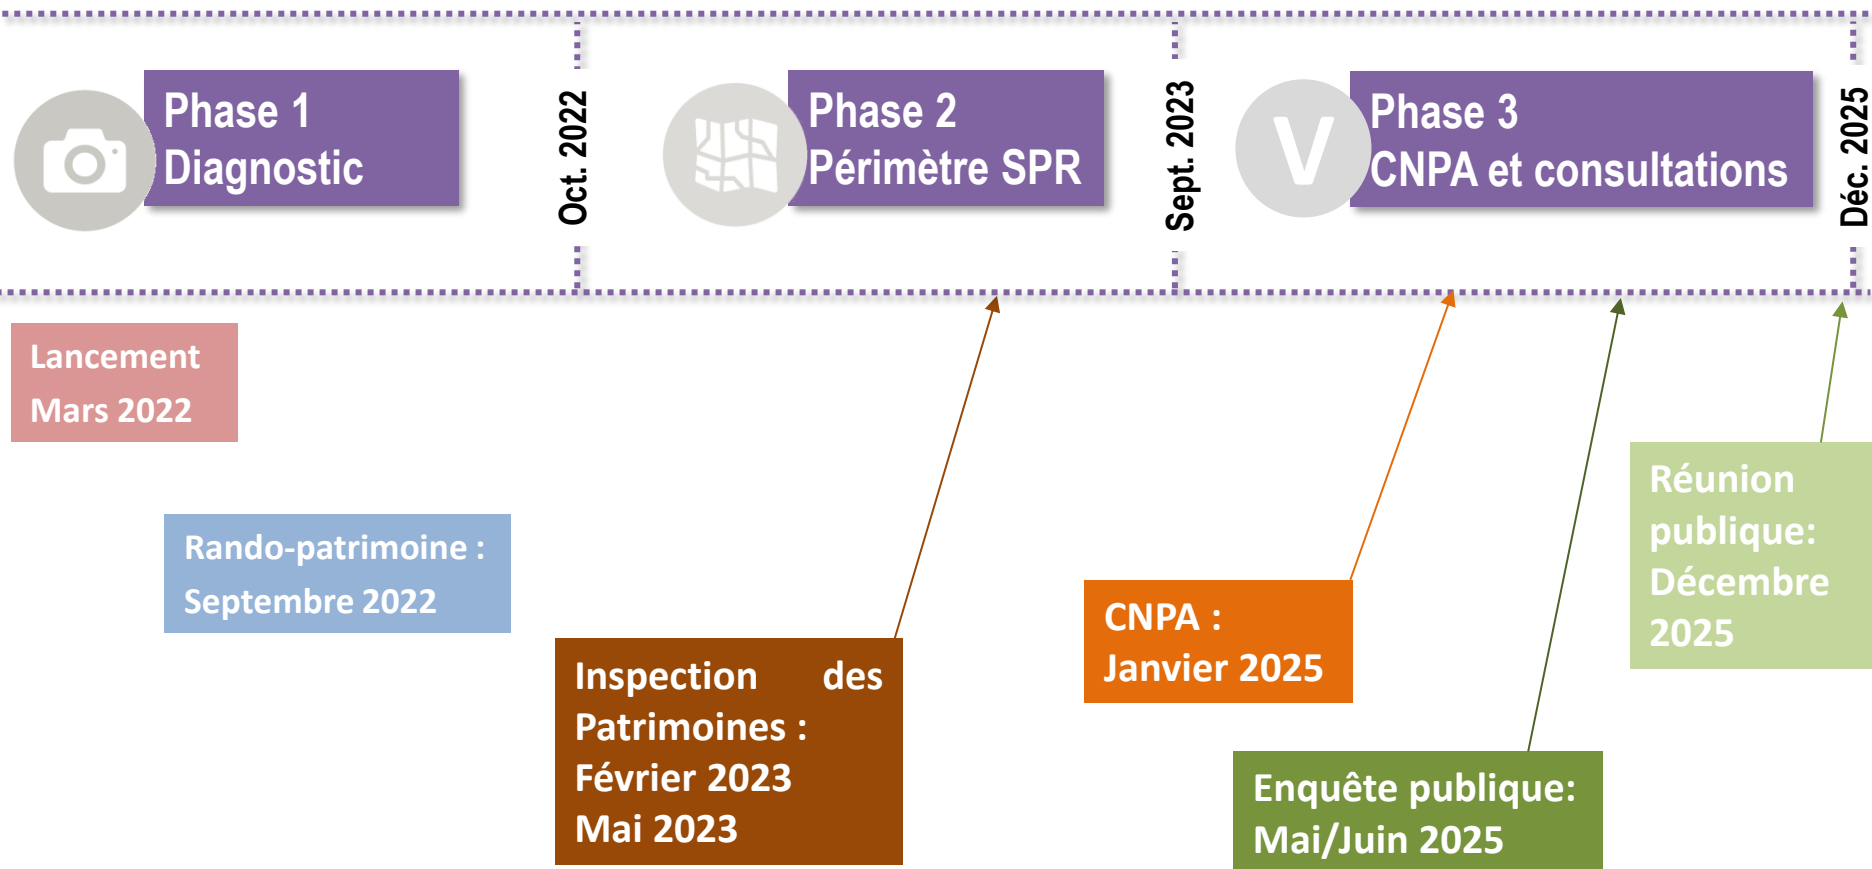 Phase 1
Diagnostic
Oct. 2022
Phase 2
Périmètre SPR
Sept. 2023
V
Phase 3
CNPA et consultations
Déc. 2025
Lancement
Mars 2022
Rando-patrimoine :
Septembre 2022
Inspection des
Patrimoines :
Février 2023
Mai 2023
CNPA :
Janvier 2025
Enquête publique:
Mai/Juin 2025
Réunion
publique:
Décembre
2025